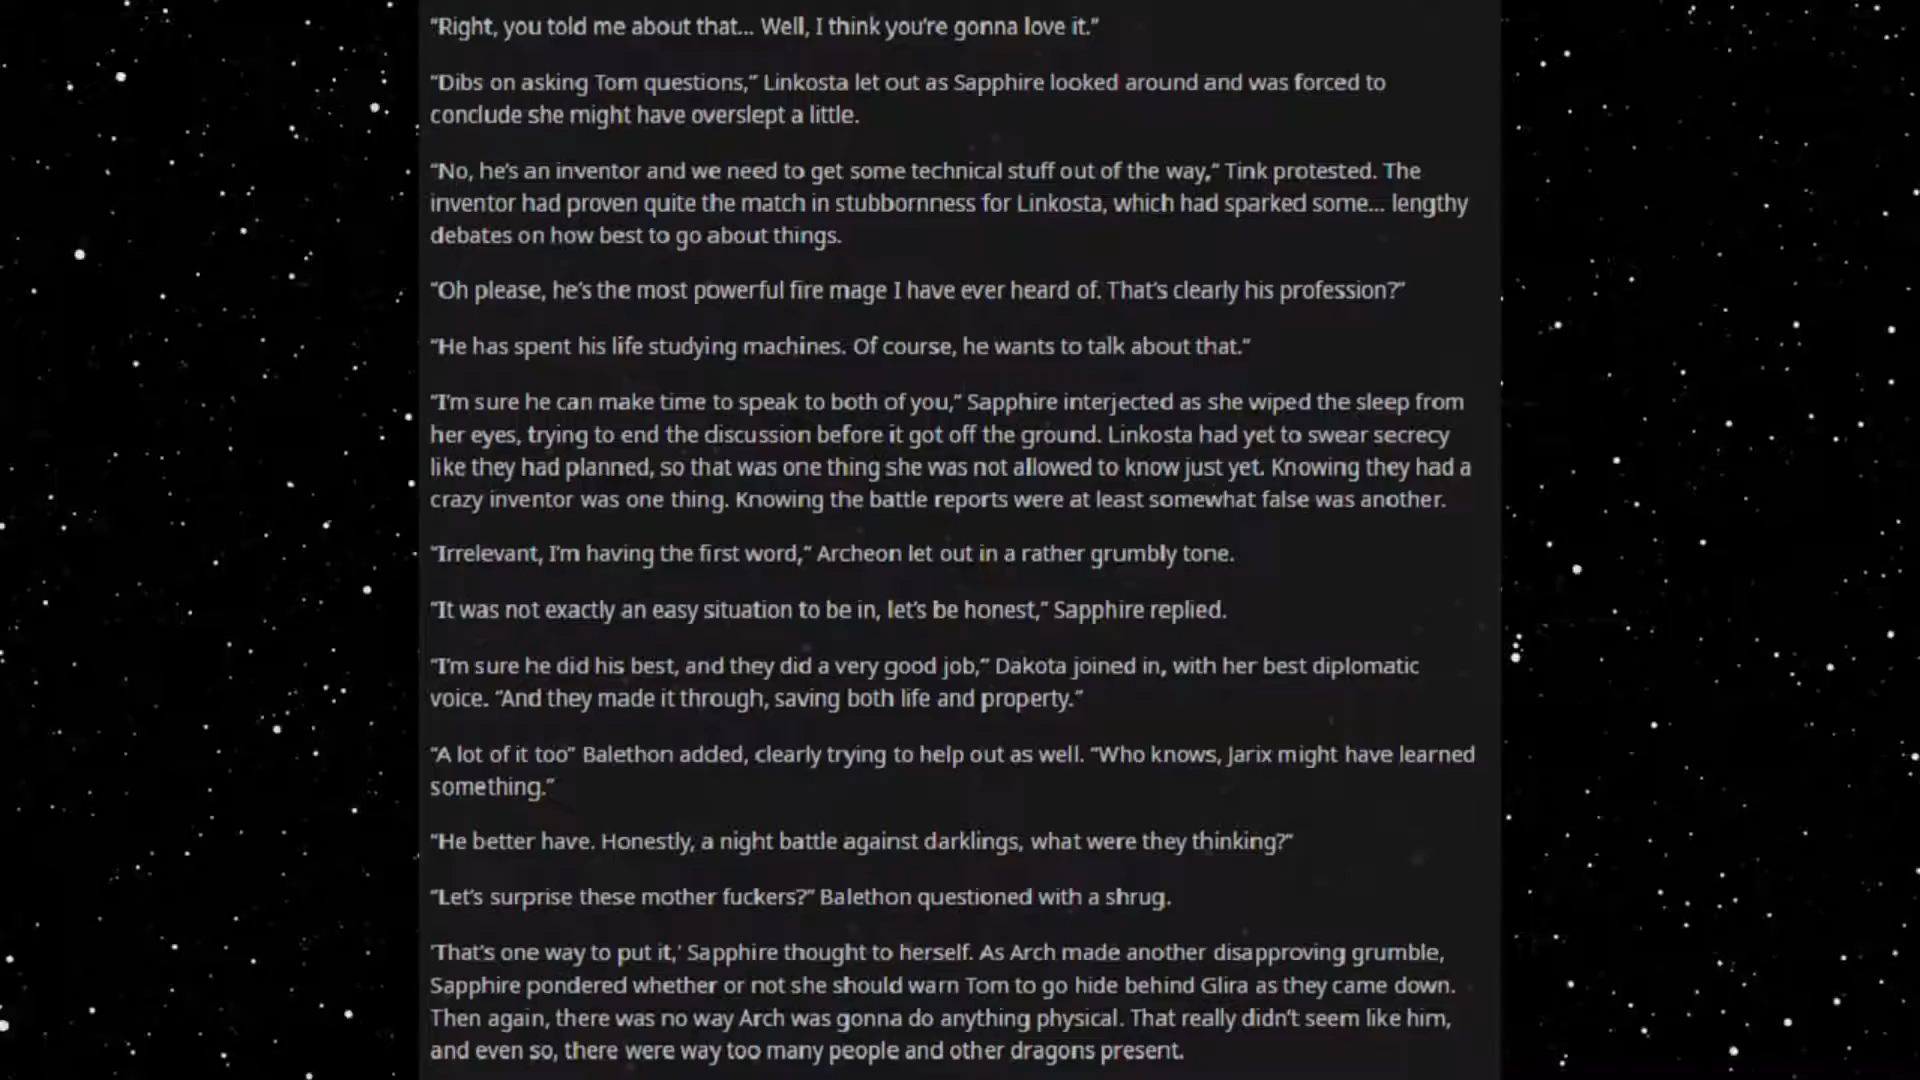 “Right, you told me about that... Well, I think you’re gonna love it.”
“Dibs on asking Tom questions,” Linkosta let out as Sapphire looked around and was forced to
conclude she might have overslept a little.
“No, he’s an inventor and we need to get some technical stuff out of the way,” Tink protested. The
inventor had proven quite the match in stubbornness for Linkosta, which had sparked some... lengthy
debates on how best to go about things.
“Oh please, he’s the most powerful fire mage I have ever heard of. That’s clearly his profession?”
“He has spent his life studying machines. Of course, he wants to talk about that.”
“I’m sure he can make time to speak to both of you,” Sapphire interjected as she wiped the sleep from
her eyes, trying to end the discussion before it got off the ground. Linkosta had yet to swear secrecy
like they had planned, so that was one thing she was not allowed to know just yet. Knowing they had a
crazy inventor was one thing. Knowing the battle reports were at least somewhat false was another.
“Irrelevant, I’m having the first word,” Archeon let out in a rather grumbly tone.
“It was not exactly an easy situation to be in, let’s be honest,” Sapphire replied.
“I’m sure he did his best, and they did a very good job,” Dakota joined in, with her best diplomatic
voice. “And they made it through, saving both life and property.”
“A lot of it too” Balethon added, clearly trying to help out as well. “Who knows, Jarix might have learned
something.”
“He better have. Honestly, a night battle against darklings, what were they thinking?”
“Let’s surprise these mother fuckers?” Balethon questioned with a shrug.
‘That’s one way to put it,’ Sapphire thought to herself. As Arch made another disapproving grumble,
Sapphire pondered whether or not she should warn Tom to go hide behind Glira as they came down.
Then again, there was no way Arch was gonna do anything physical. That really didn’t seem like him,
and even so, there were way too many people and other dragons present.